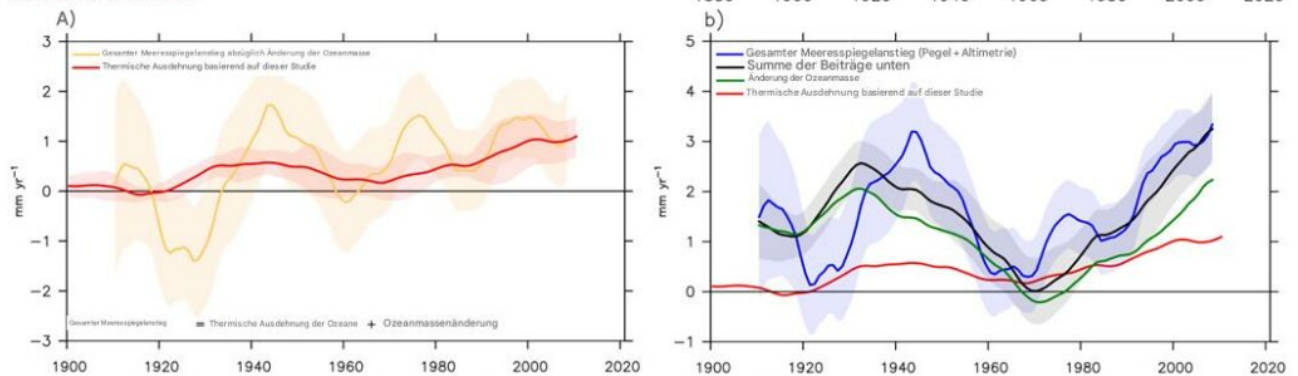 A)
3
2
1
0
-1
-2
-3
mm yr⁻¹
Gesamter Meeresspiegelanstieg abzüglich Änderung der Ozeanmasse
Thermische Ausdehnung basierend auf dieser Studie
Gesamter Meeresspiegelanstieg = Thermische Ausdehnung der Ozeane + Ozeanmassenänderung
1900 1920 1940 1960 1980 2000 2020
b)
5
4
3
2
1
0
-1
mm yr⁻¹
Gesamter Meeresspiegelanstieg (Pegel + Altimetrie)
Summe der Beiträge unten
Änderung der Ozeanmasse
Thermische Ausdehnung basierend auf dieser Studie
1900 1920 1940 1960 1980 2000 2020